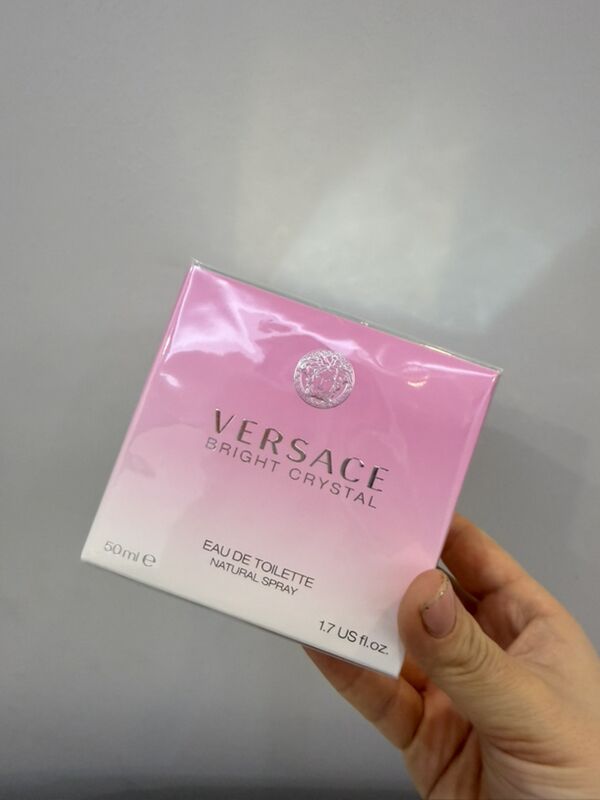 VERSACE
BRIGHT CRYSTAL
EAU DE TOILETTE
NATURAL SPRAY
50ml ℮
1.7 US fl.oz.